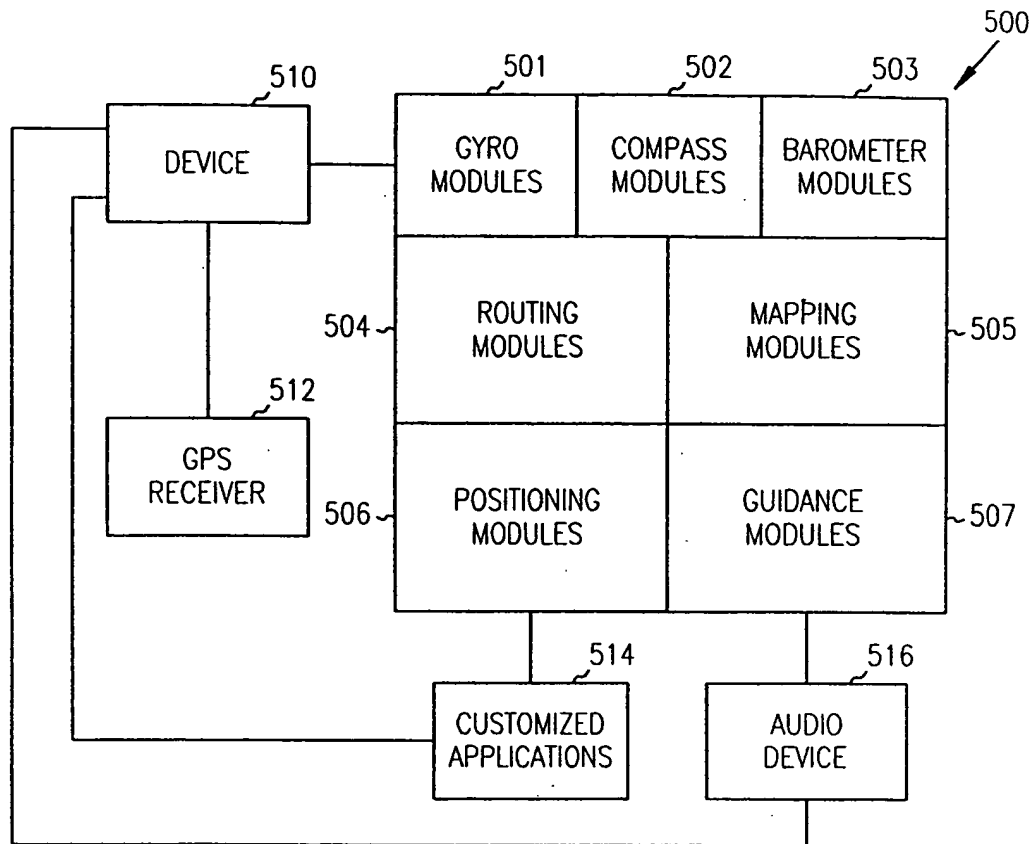 500
510
501
502
503
DEVICE
GYRO
MODULES
COMPASS
MODULES
BAROMETER
MODULES
504
ROUTING
MODULES
MAPPING
MODULES
505
512
GPS
RECEIVER
506
POSITIONING
MODULES
GUIDANCE
MODULES
507
514
516
CUSTOMIZED
APPLICATIONS
AUDIO
DEVICE